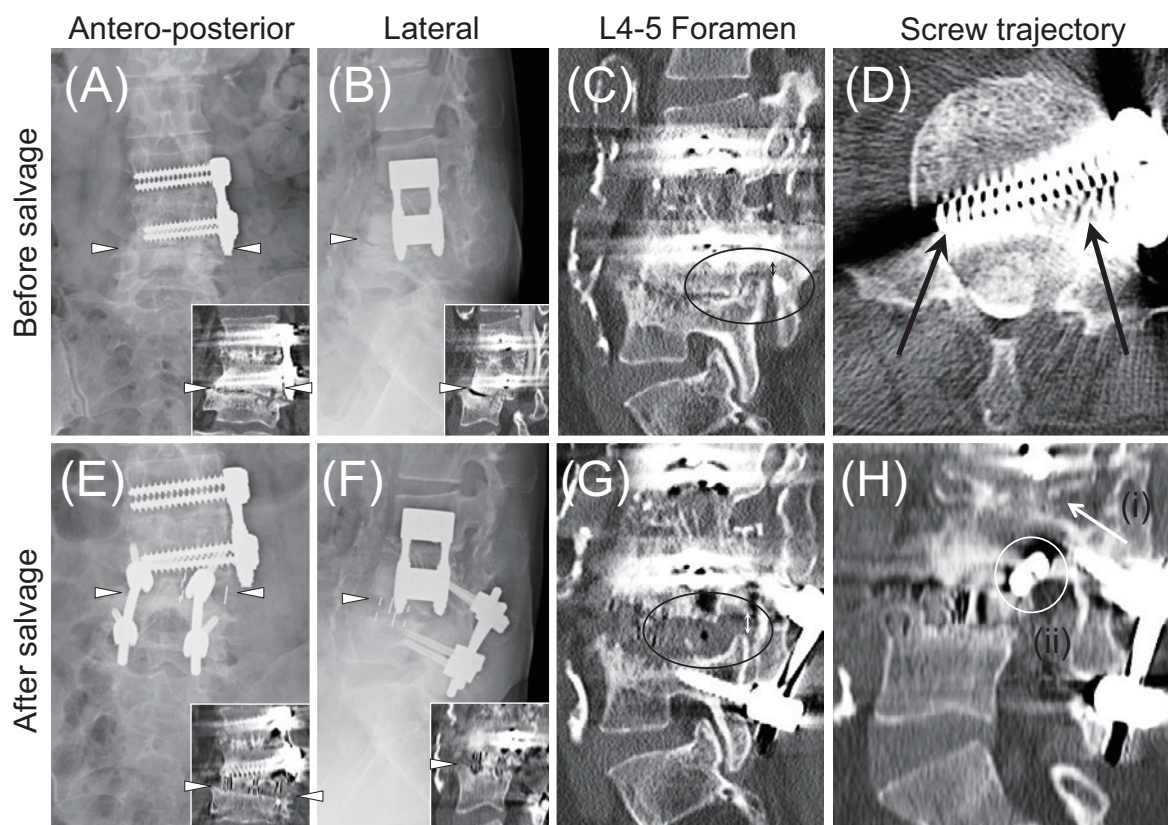 Antero-posterior Lateral L4-5 Foramen Screw trajectory
Before salvage
(A) (B) (C) (D)
After salvage
(E) (F) (G) (H)
(i)
(ii)